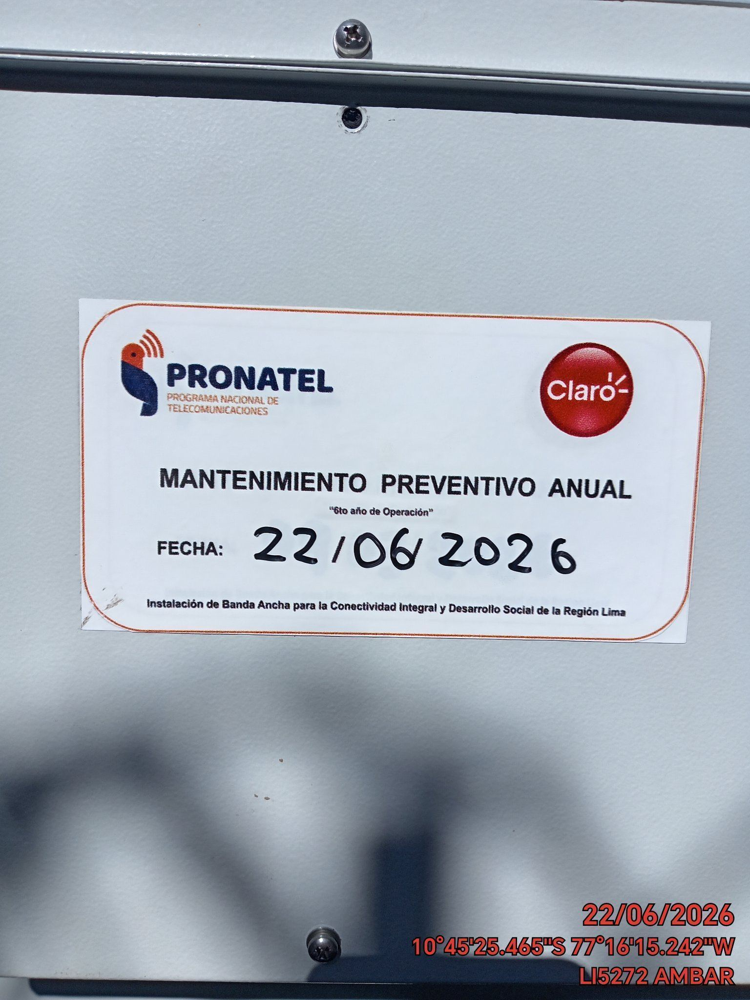 PRONATEL
PROGRAMA NACIONAL DE
TELECOMUNICACIONES
Claro
MANTENIMIENTO PREVENTIVO ANUAL
"6to año de Operación"
FECHA: 22/06/2026
Instalación de Banda Ancha para la Conectividad Integral y Desarrollo Social de la Región Lima
22/06/2026
10°45'25.465"S 77°16'15.242"W
LI5272 AMBAR